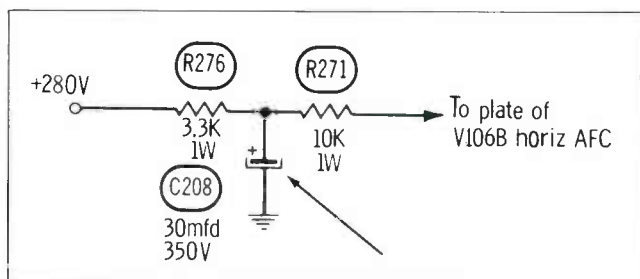 R276
R271
+280V
3.3K
1W
10K
1W
To plate of
V106B horiz AFC
+
C208
30mfd
350V